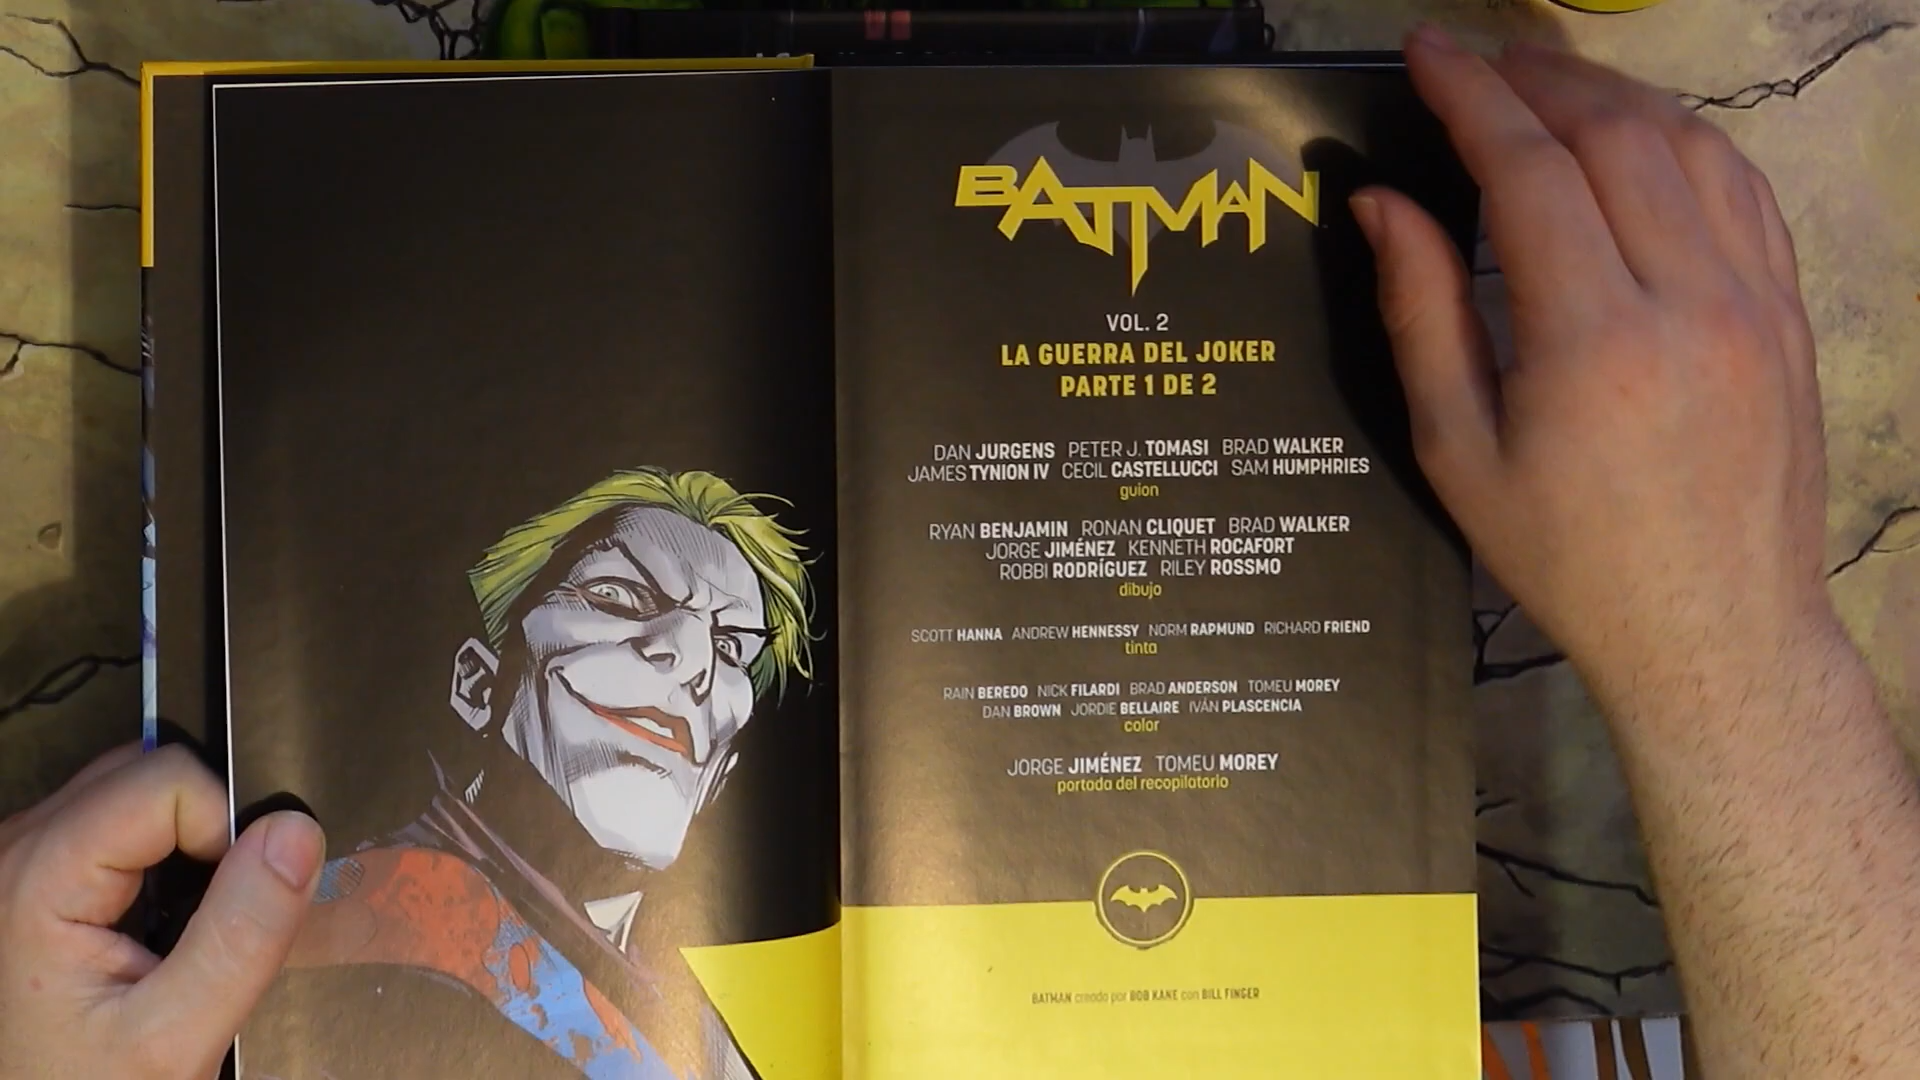 BATMAN
VOL. 2
LA GUERRA DEL JOKER
PARTE 1 DE 2
DAN JURGENS PETER J. TOMASI BRAD WALKER
JAMES TYNION IV CECIL CASTELLUCCI SAM HUMPHRIES
guion
RYAN BENJAMIN RONAN CLIQUET BRAD WALKER
JORGE JIMÉNEZ KENNETH ROCAFORT
ROBBI RODRÍGUEZ RILEY ROSSMO
dibujo
SCOTT HANNA ANDREW HENNESSY NORM RAPMUND RICHARD FRIEND
tinta
RAIN BEREDO NICK FILARDI BRAD ANDERSON TOMEU MOREY
DAN BROWN JORDIE BELLAIRE IVÁN PLASCENCIA
color
JORGE JIMÉNEZ TOMEU MOREY
portada del recopilatorio
BATMAN creado por BOB KANE con BILL FINGER